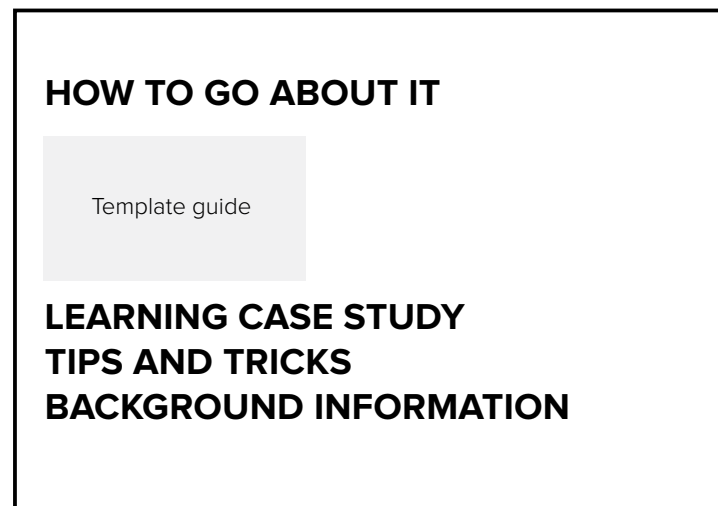 HOW TO GO ABOUT IT
Template guide
LEARNING CASE STUDY
TIPS AND TRICKS
BACKGROUND INFORMATION